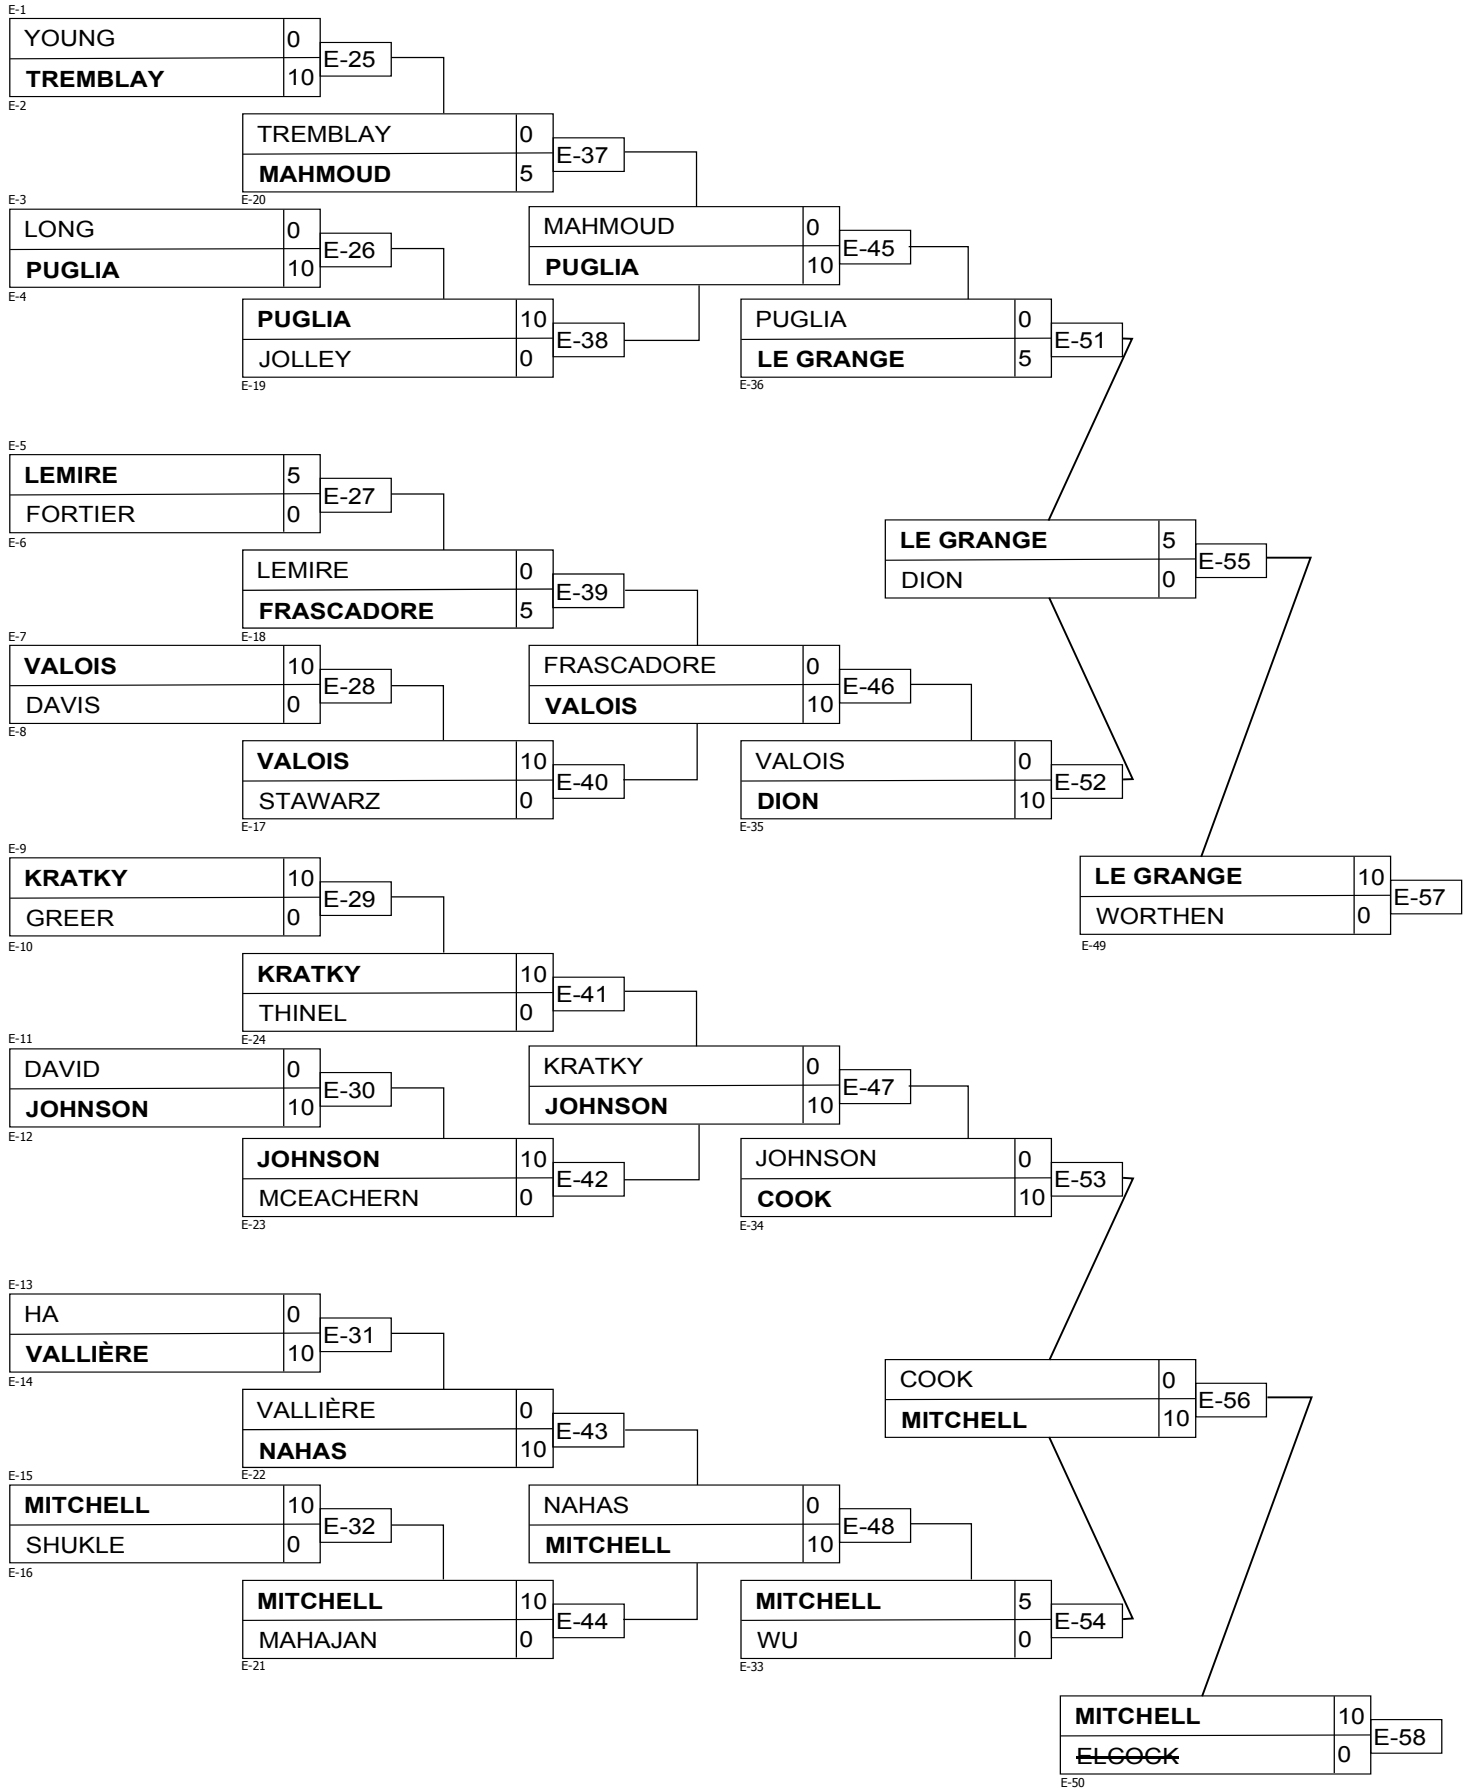 E-1
YOUNG 0
E-25
TREMBLAY 10
E-2
TREMBLAY 0
E-37
MAHMOUD 5
E-20
E-3
LONG 0
E-26
PUGLIA 10
E-4
MAHMOUD 0
E-45
PUGLIA 10
PUGLIA 10
E-38
JOLLEY 0
E-19
PUGLIA 0
E-51
LE GRANGE 5
E-36
E-5
LEMIRE 5
E-27
FORTIER 0
E-6
LE GRANGE 5
E-55
DION 0
LEMIRE 0
E-39
FRASCADORE 5
E-18
E-7
VALOIS 10
E-28
DAVIS 0
E-8
FRASCADORE 0
E-46
VALOIS 10
VALOIS 10
E-40
STAWARZ 0
E-17
VALOIS 0
E-52
DION 10
E-35
E-9
KRATKY 10
E-29
GREER 0
E-10
LE GRANGE 10
E-57
WORTHEN 0
E-49
KRATKY 10
E-41
THINEL 0
E-24
E-11
DAVID 0
E-30
JOHNSON 10
E-12
KRATKY 0
E-47
JOHNSON 10
JOHNSON 10
E-42
MCEACHERN 0
E-23
JOHNSON 0
E-53
COOK 10
E-34
E-13
HA 0
E-31
VALLIÈRE 10
E-14
COOK 0
E-56
MITCHELL 10
VALLIÈRE 0
E-43
NAHAS 10
E-22
E-15
MITCHELL 10
E-32
SHUKLE 0
E-16
NAHAS 0
E-48
MITCHELL 10
MITCHELL 10
E-44
MAHAJAN 0
E-21
MITCHELL 5
E-54
WU 0
E-33
MITCHELL 10
E-58
ELCOCK 0
E-50